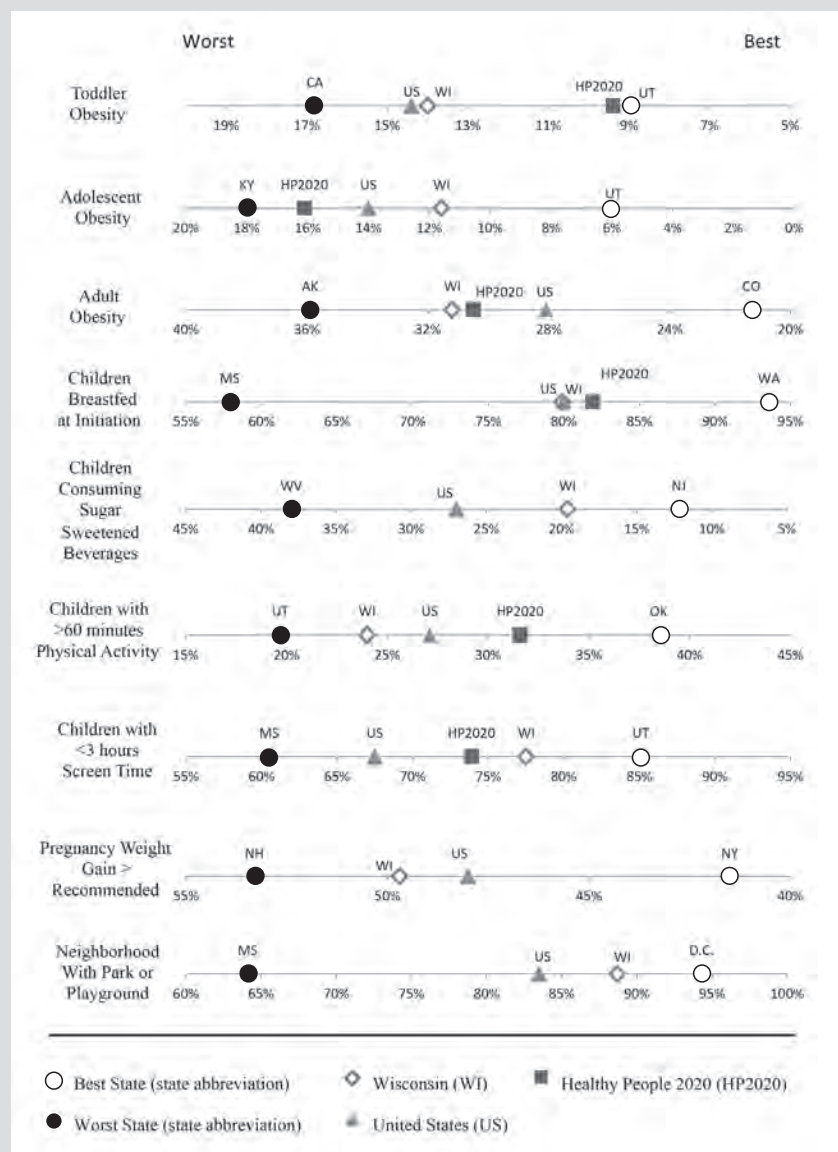 Worst Best
CA US WI HP2020 UT
Toddler
Obesity
19% 17% 15% 13% 11% 9% 7% 5%
KY HP2020 US WI UT
Adolescent
Obesity
20% 18% 16% 14% 12% 10% 8% 6% 4% 2% 0%
AK WI HP2020 US CO
Adult
Obesity
40% 36% 32% 28% 24% 20%
Children
Breastfed
at Initiation
MS US WI HP2020 WA
55% 60% 65% 70% 75% 80% 85% 90% 95%
Children
Consuming
Sugar
Sweetened
Beverages
WV US WI NJ
45% 40% 35% 30% 25% 20% 15% 10% 5%
Children with
>60 minutes
Physical Activity
UT WI US HP2020 OK
15% 20% 25% 30% 35% 40% 45%
Children with
<3 hours
Screen Time
MS US HP2020 WI UT
55% 60% 65% 70% 75% 80% 85% 90% 95%
Pregnancy Weight
Gain >
Recommended
NH WI US NY
55% 50% 45% 40%
Neighborhood
With Park or
Playground
MS US WI D.C.
60% 65% 70% 75% 80% 85% 90% 95% 100%
Best State (state abbreviation) Wisconsin (WI) Healthy People 2020 (HP2020)
Worst State (state abbreviation) United States (US)